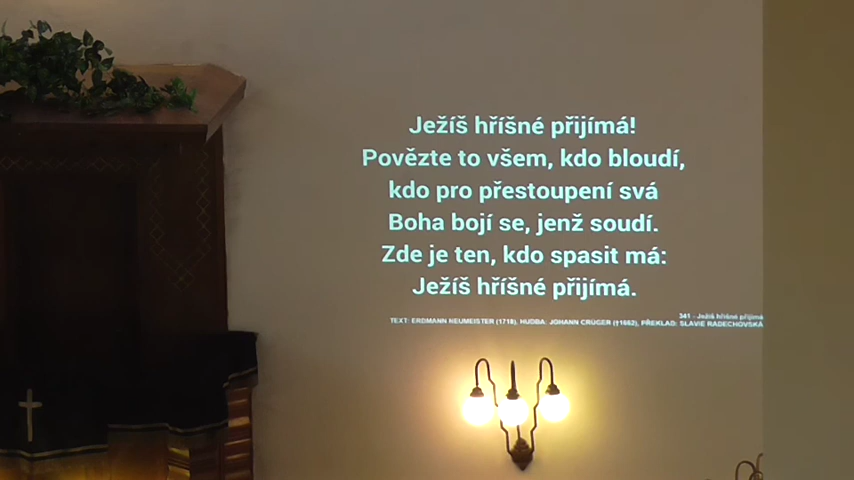 Ježíš hříšné přijímá!
Povězte to všem, kdo bloudí,
kdo pro přestoupení svá
Boha bojí se, jenž soudí.
Zde je ten, kdo spasit má:
Ježíš hříšné přijímá.
341 - Ježíš hříšné přijímá
TEXT: ERDMANN NEUMEISTER (1718), HUDBA: JOHANN CRÜGER (†1662), PŘEKLAD: SLAVIE RADECHOVSKÁ